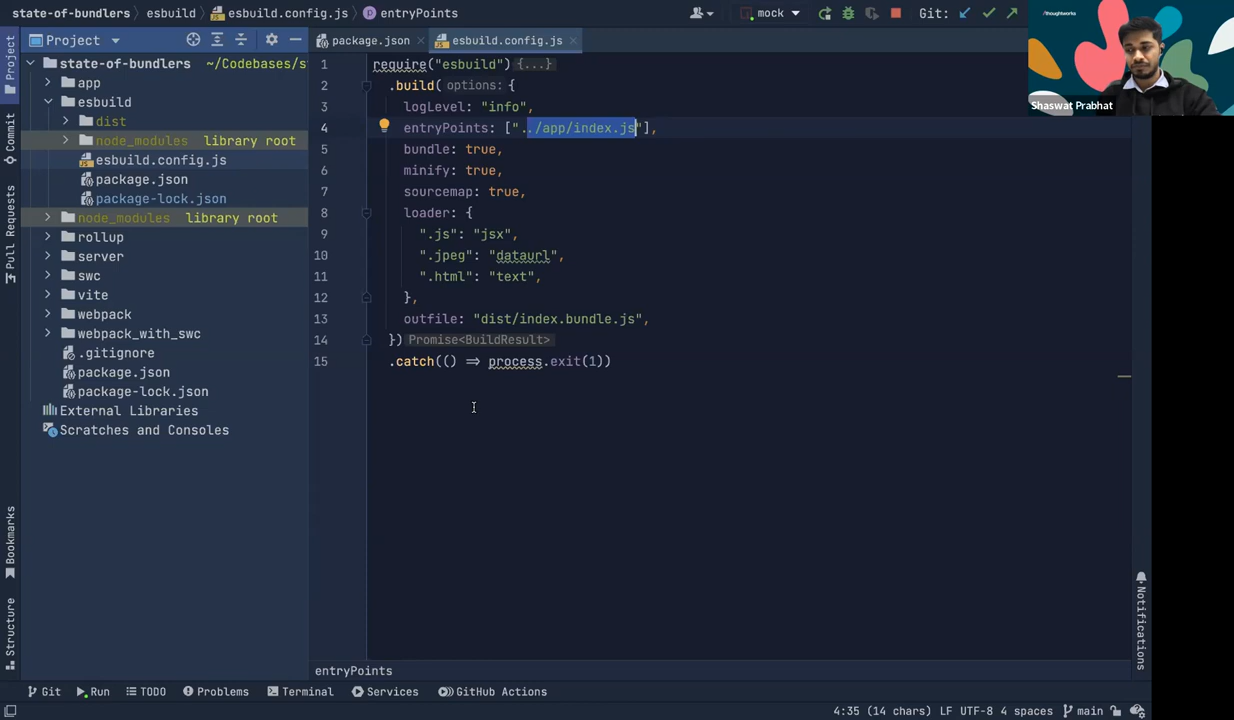 state-of-bundlers > esbuild > esbuild.config.js > entryPoints
mock
Git:
/thoughtworks
Shaswat Prabhat
Project
package.json
esbuild.config.js
Project
Commit
Pull Requests
Bookmarks
Structure
state-of-bundlers ~/Codebases/s
app
esbuild
dist
node_modules library root
esbuild.config.js
package.json
package-lock.json
node_modules library root
rollup
server
swc
vite
webpack
webpack_with_swc
.gitignore
package.json
package-lock.json
External Libraries
Scratches and Consoles
1 require("esbuild"){...}
2 .build( options: {
3 logLevel: "info",
4 entryPoints: ["../app/index.js"],
5 bundle: true,
6 minify: true,
7 sourcemap: true,
8 loader: {
9 ".js": "jsx",
10 ".jpeg": "dataurl",
11 ".html": "text",
12 },
13 outfile: "dist/index.bundle.js",
14 }) Promise<BuildResult>
15 .catch(() => process.exit(1))
Notifications
entryPoints
Git Run TODO Problems Terminal Services GitHub Actions
4:35 (14 chars) LF UTF-8 4 spaces main